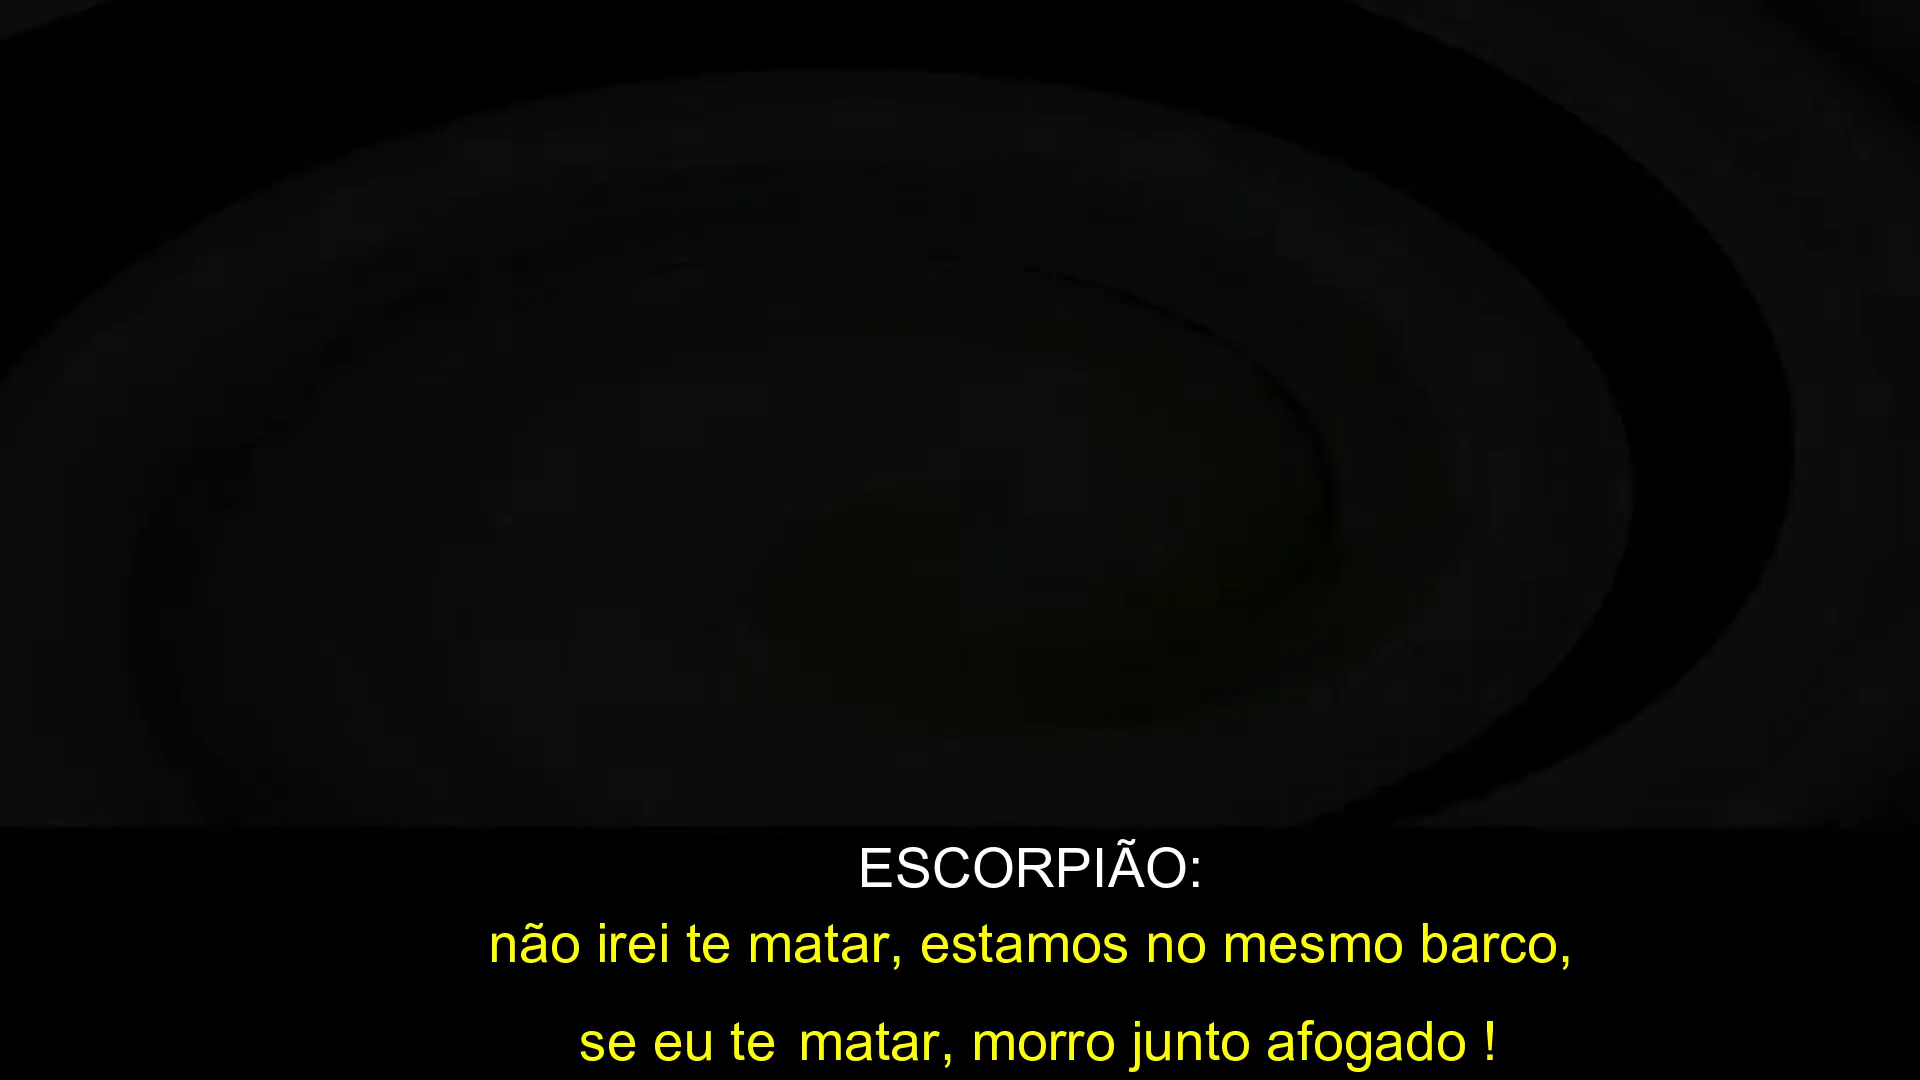 ESCORPIÃO:
não irei te matar, estamos no mesmo barco,
se eu te matar, morro junto afogado !